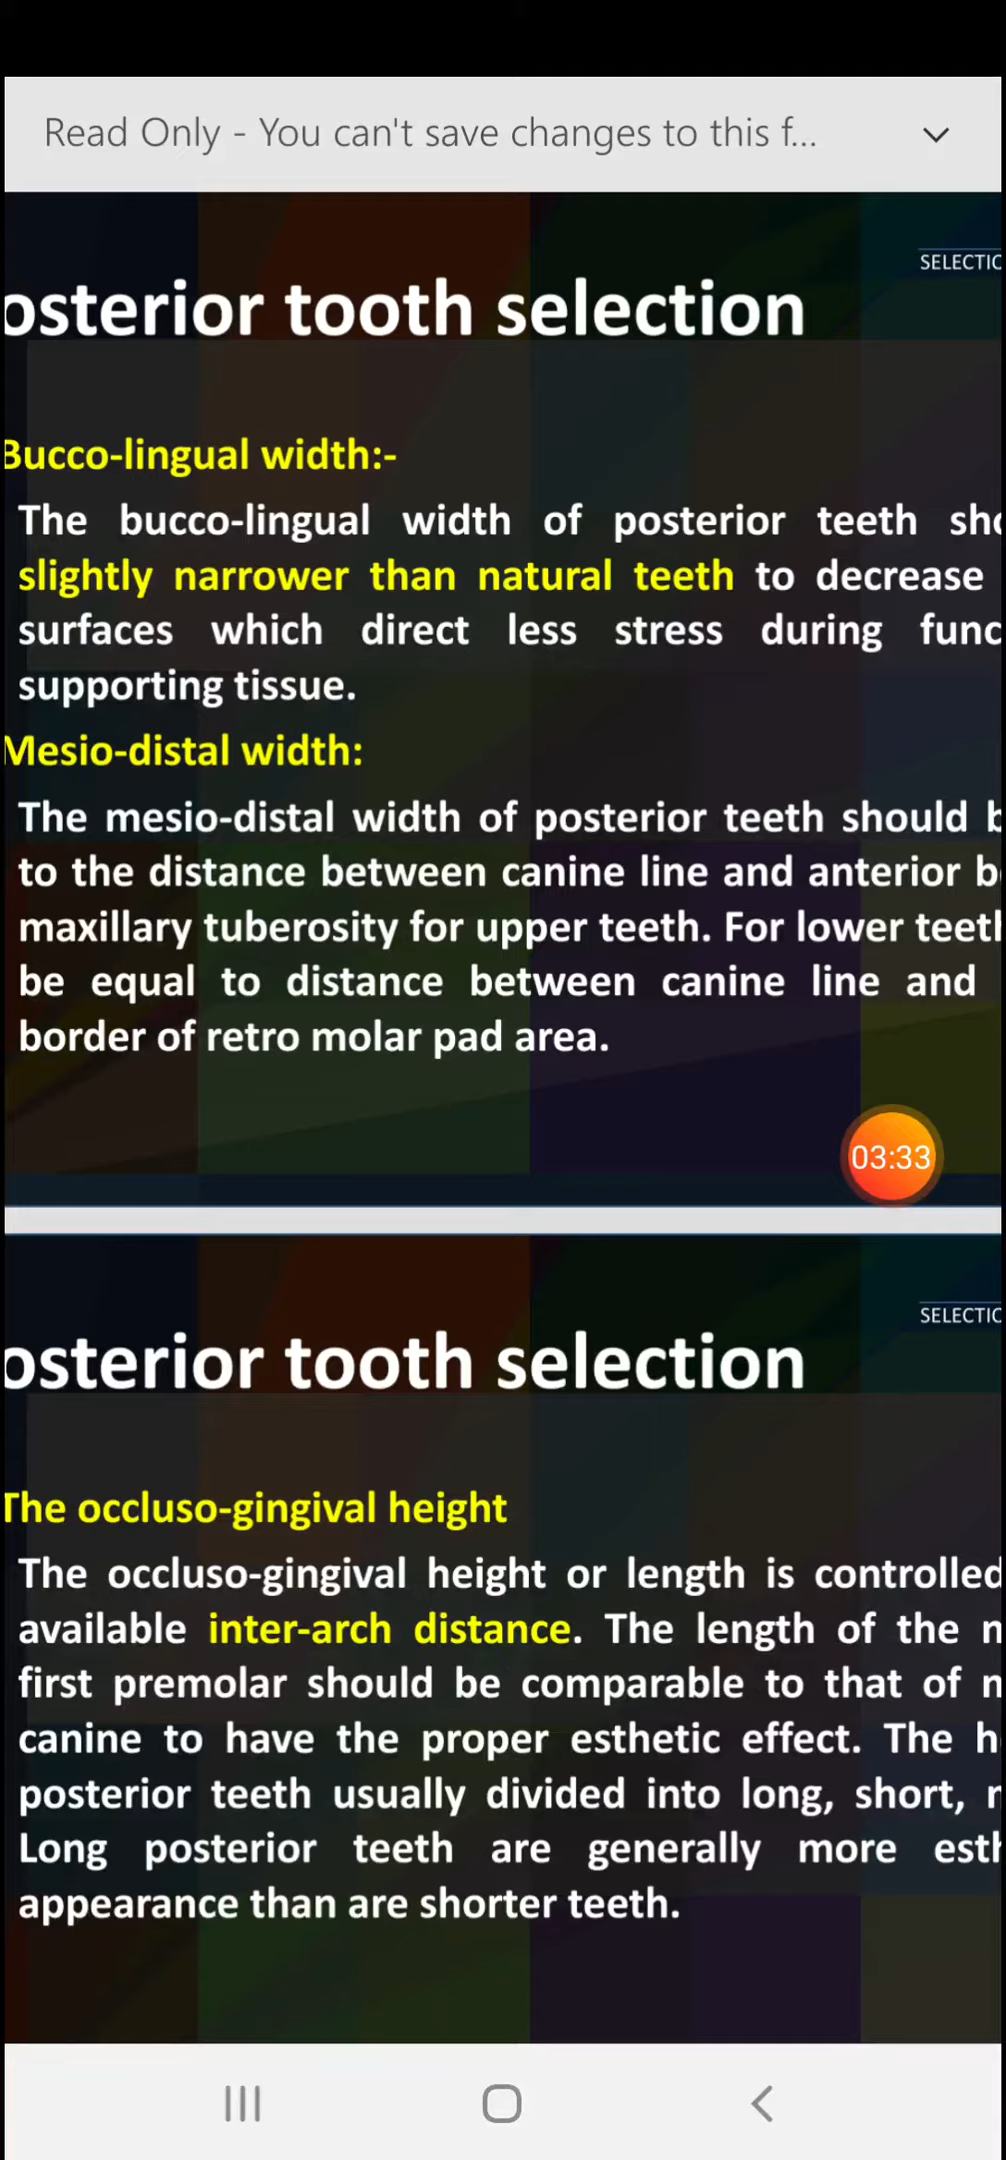 Read Only - You can't save changes to this f...
SELECTIC
osterior tooth selection
Bucco-lingual width:-
The bucco-lingual width of posterior teeth sho
slightly narrower than natural teeth to decrease
surfaces which direct less stress during func
supporting tissue.
Mesio-distal width:
The mesio-distal width of posterior teeth should b
to the distance between canine line and anterior b
maxillary tuberosity for upper teeth. For lower teeth
be equal to distance between canine line and
border of retro molar pad area.
03:33
SELECTIC
osterior tooth selection
The occluso-gingival height
The occluso-gingival height or length is controlled
available inter-arch distance. The length of the
first premolar should be comparable to that of
canine to have the proper esthetic effect. The h
posterior teeth usually divided into long, short,
Long posterior teeth are generally more esth
appearance than are shorter teeth.